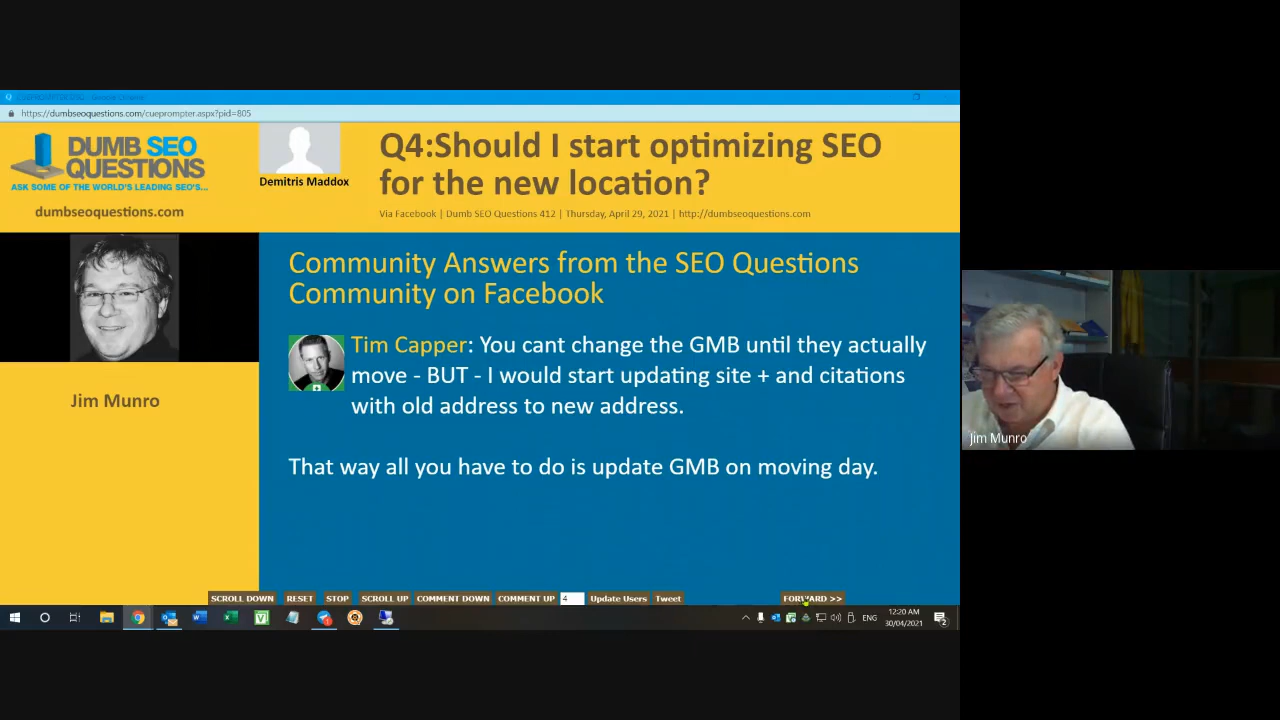 https://dumbseoquestions.com/cueprompter.aspx?pid=805
DUMB SEO
QUESTIONS
ASK SOME OF THE WORLD'S LEADING SEO'S...
dumbseoquestions.com
Demitris Maddox
Q4:Should I start optimizing SEO
for the new location?
Via Facebook | Dumb SEO Questions 412 | Thursday, April 29, 2021 | http://dumbseoquestions.com
Jim Munro
Community Answers from the SEO Questions
Community on Facebook
Tim Capper: You cant change the GMB until they actually
move - BUT - I would start updating site + and citations
with old address to new address.
That way all you have to do is update GMB on moving day.
Jim Munro
SCROLL DOWN RESET STOP SCROLL UP COMMENT DOWN COMMENT UP 4 Update Users Tweet FORWARD >>
ENG
12:20 AM
30/04/2021
2